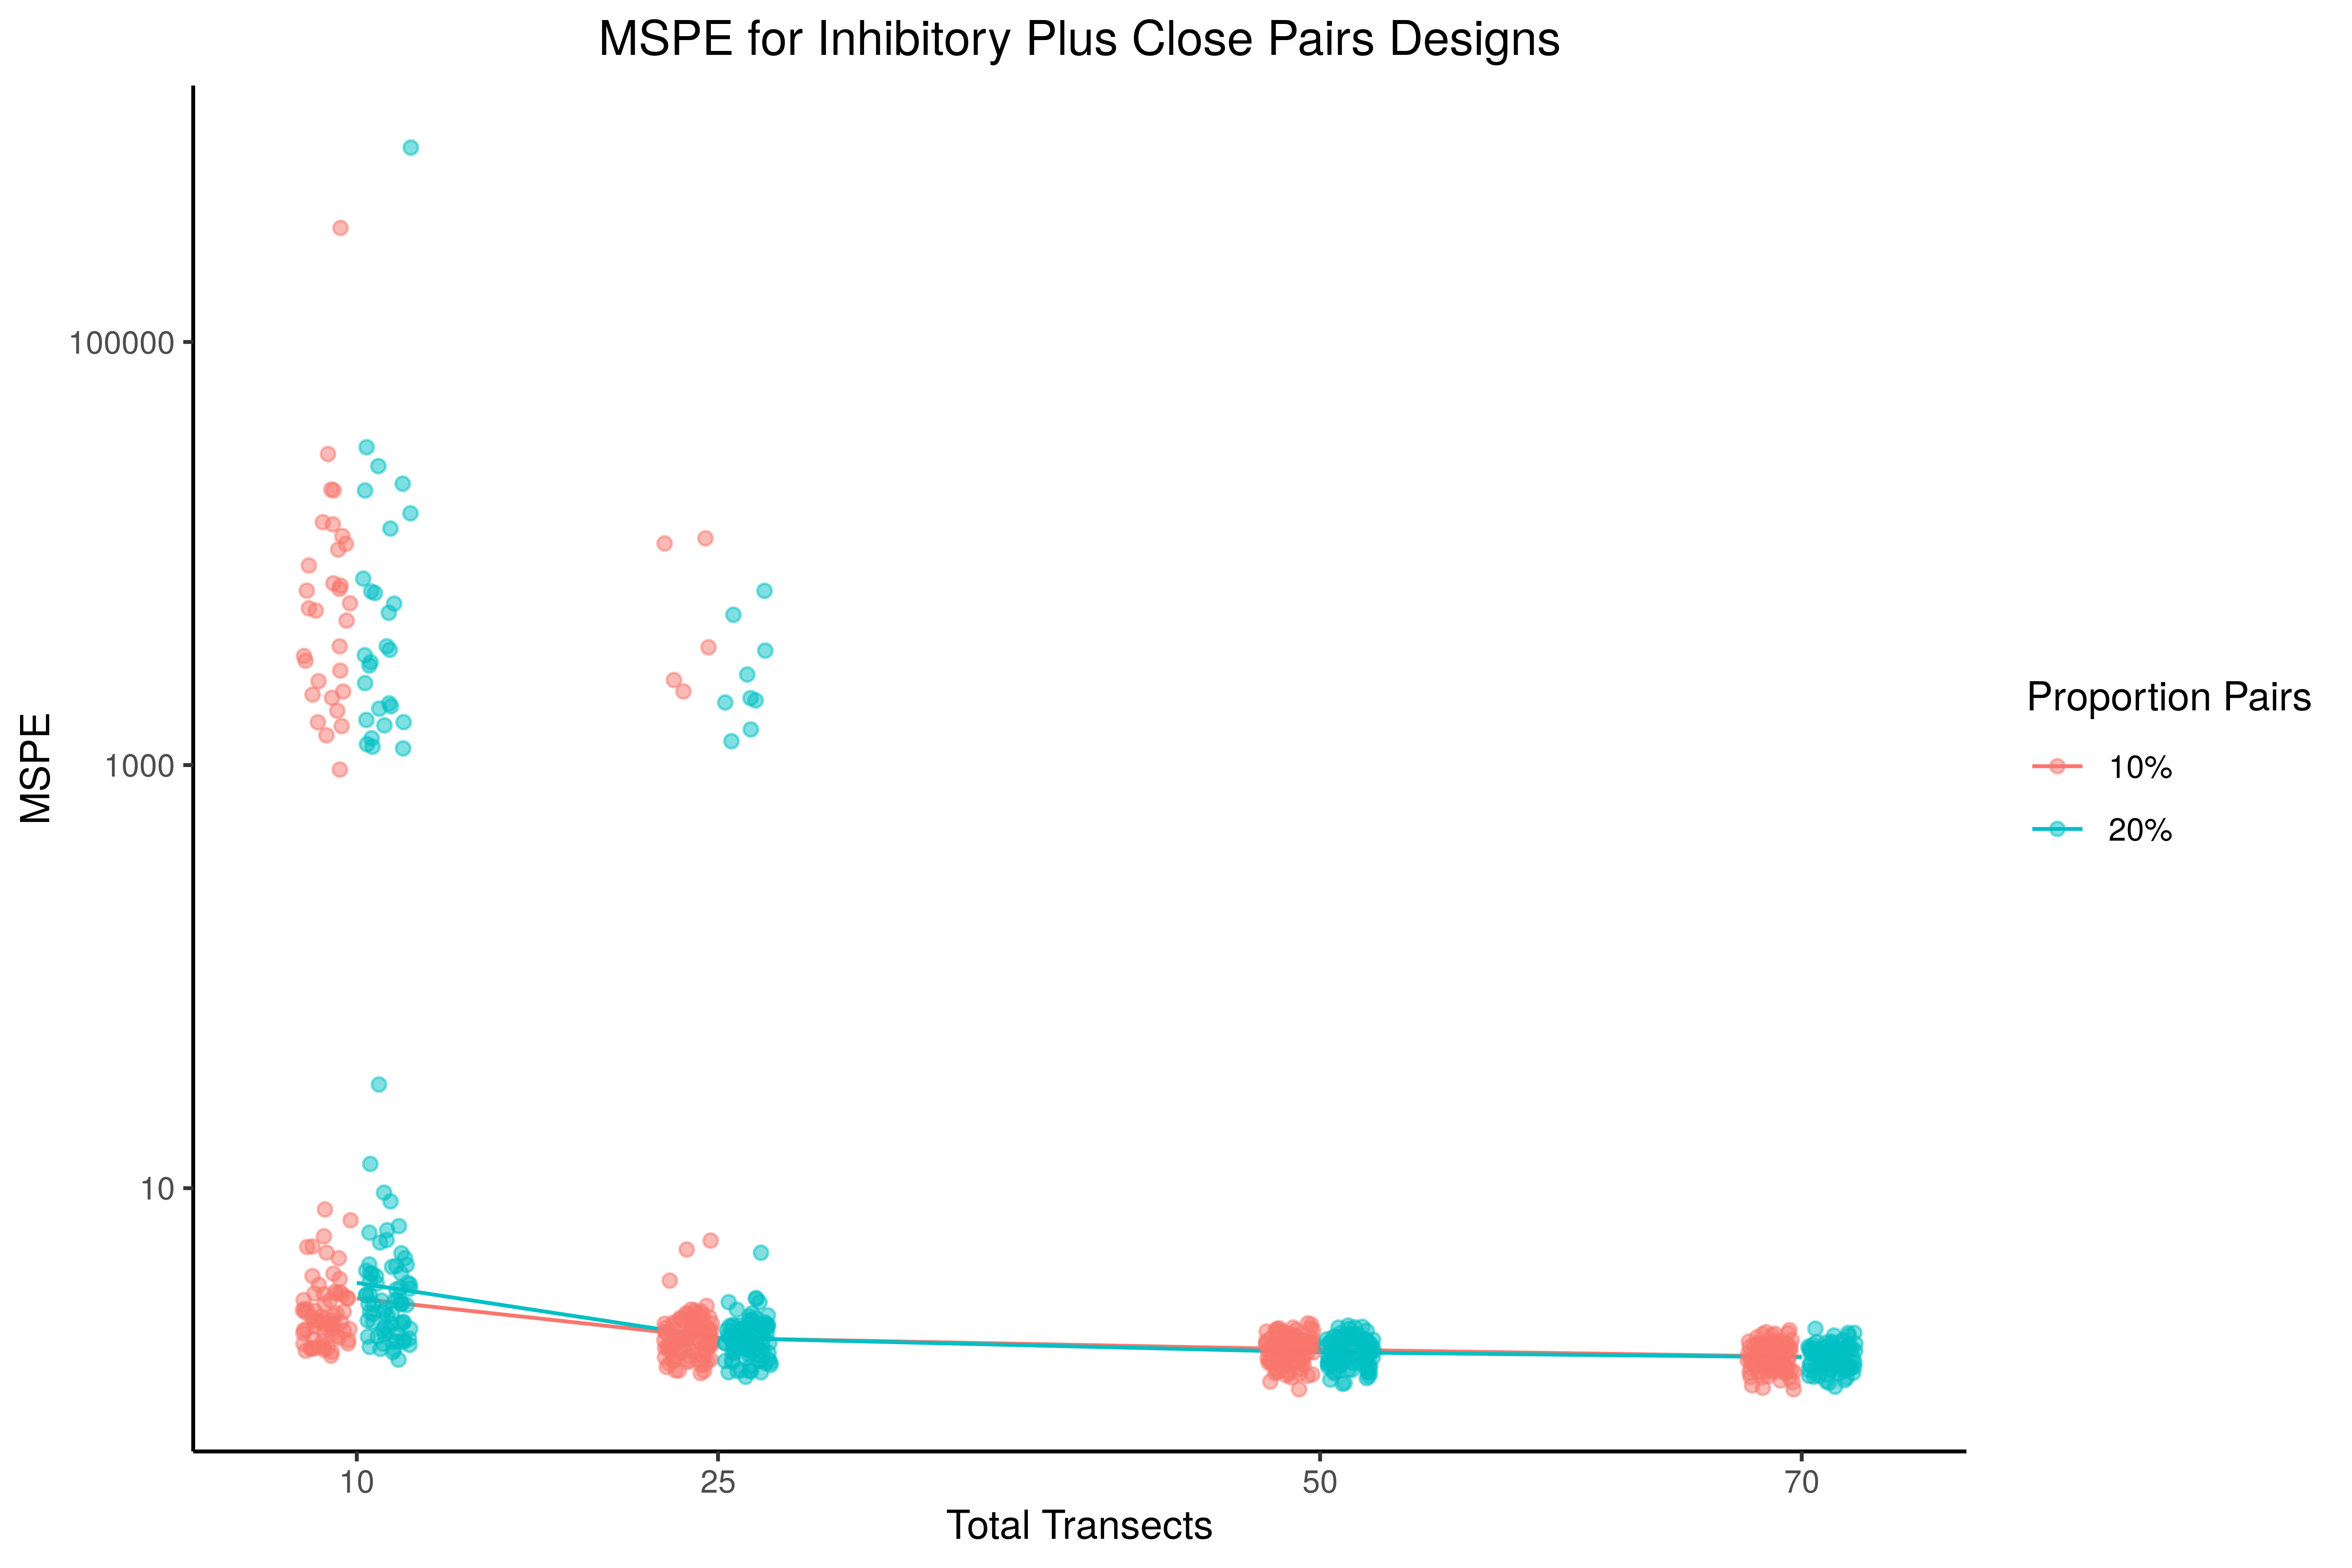 MSPE for Inhibitory Plus Close Pairs Designs
100000
1000
10
MSPE
10
25
50
70
Total Transects
Proportion Pairs
10%
20%